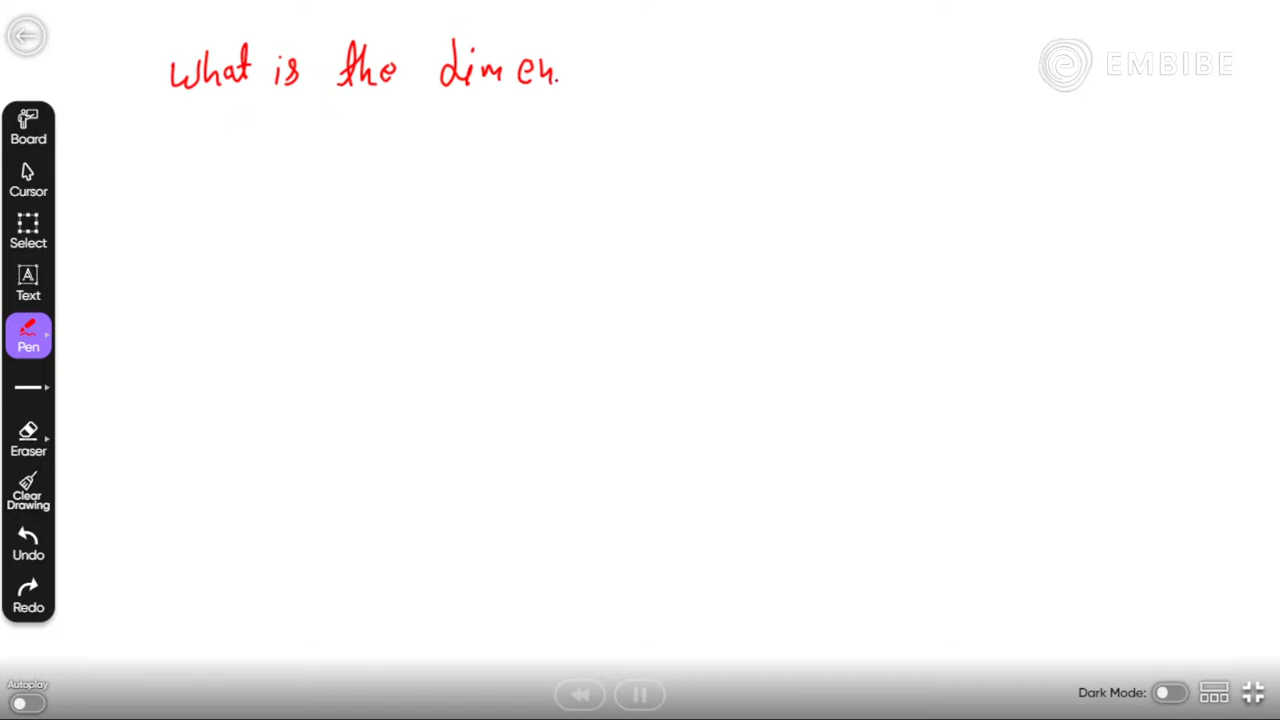 What is the dimen.
EMBIBE
Board
Cursor
Select
Text
Pen
Eraser
Clear
Drawing
Undo
Redo
Autoplay
Dark Mode: